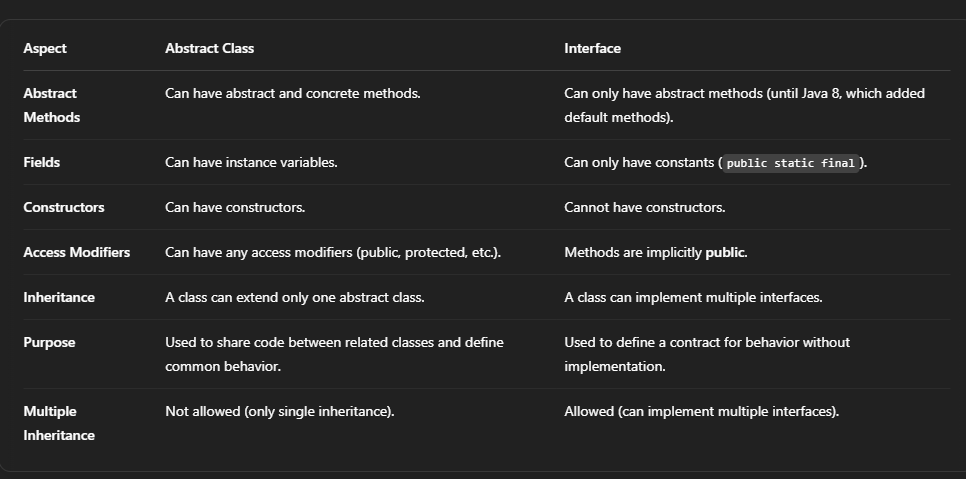 Aspect Abstract Class Interface
Abstract Methods Can have abstract and concrete methods. Can only have abstract methods (until Java 8, which added default methods).
Fields Can have instance variables. Can only have constants (public static final).
Constructors Can have constructors. Cannot have constructors.
Access Modifiers Can have any access modifiers (public, protected, etc.). Methods are implicitly public.
Inheritance A class can extend only one abstract class. A class can implement multiple interfaces.
Purpose Used to share code between related classes and define common behavior. Used to define a contract for behavior without implementation.
Multiple Inheritance Not allowed (only single inheritance). Allowed (can implement multiple interfaces).